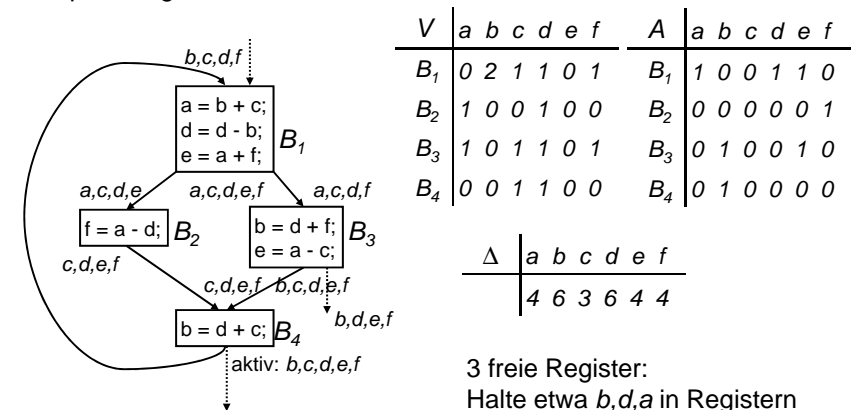 b,c,d,f
a = b + c;
d = d - b;
e = a + f;
B1
a,c,d,e
a,c,d,e,f
a,c,d,f
f = a - d;
B2
b = d + f;
e = a - c;
B3
c,d,e,f
c,d,e,f
b,c,d,e,f
b,d,e,f
b = d + c;
B4
aktiv: b,c,d,e,f
V a b c d e f
B1 0 2 1 1 0 1
B2 1 0 0 1 0 0
B3 1 0 1 1 0 1
B4 0 0 1 1 0 0
A a b c d e f
B1 1 0 0 1 1 0
B2 0 0 0 0 0 1
B3 0 1 0 0 1 0
B4 0 1 0 0 0 0
Δ a b c d e f
4 6 3 6 4 4
3 freie Register:
Halte etwa b,d,a in Registern